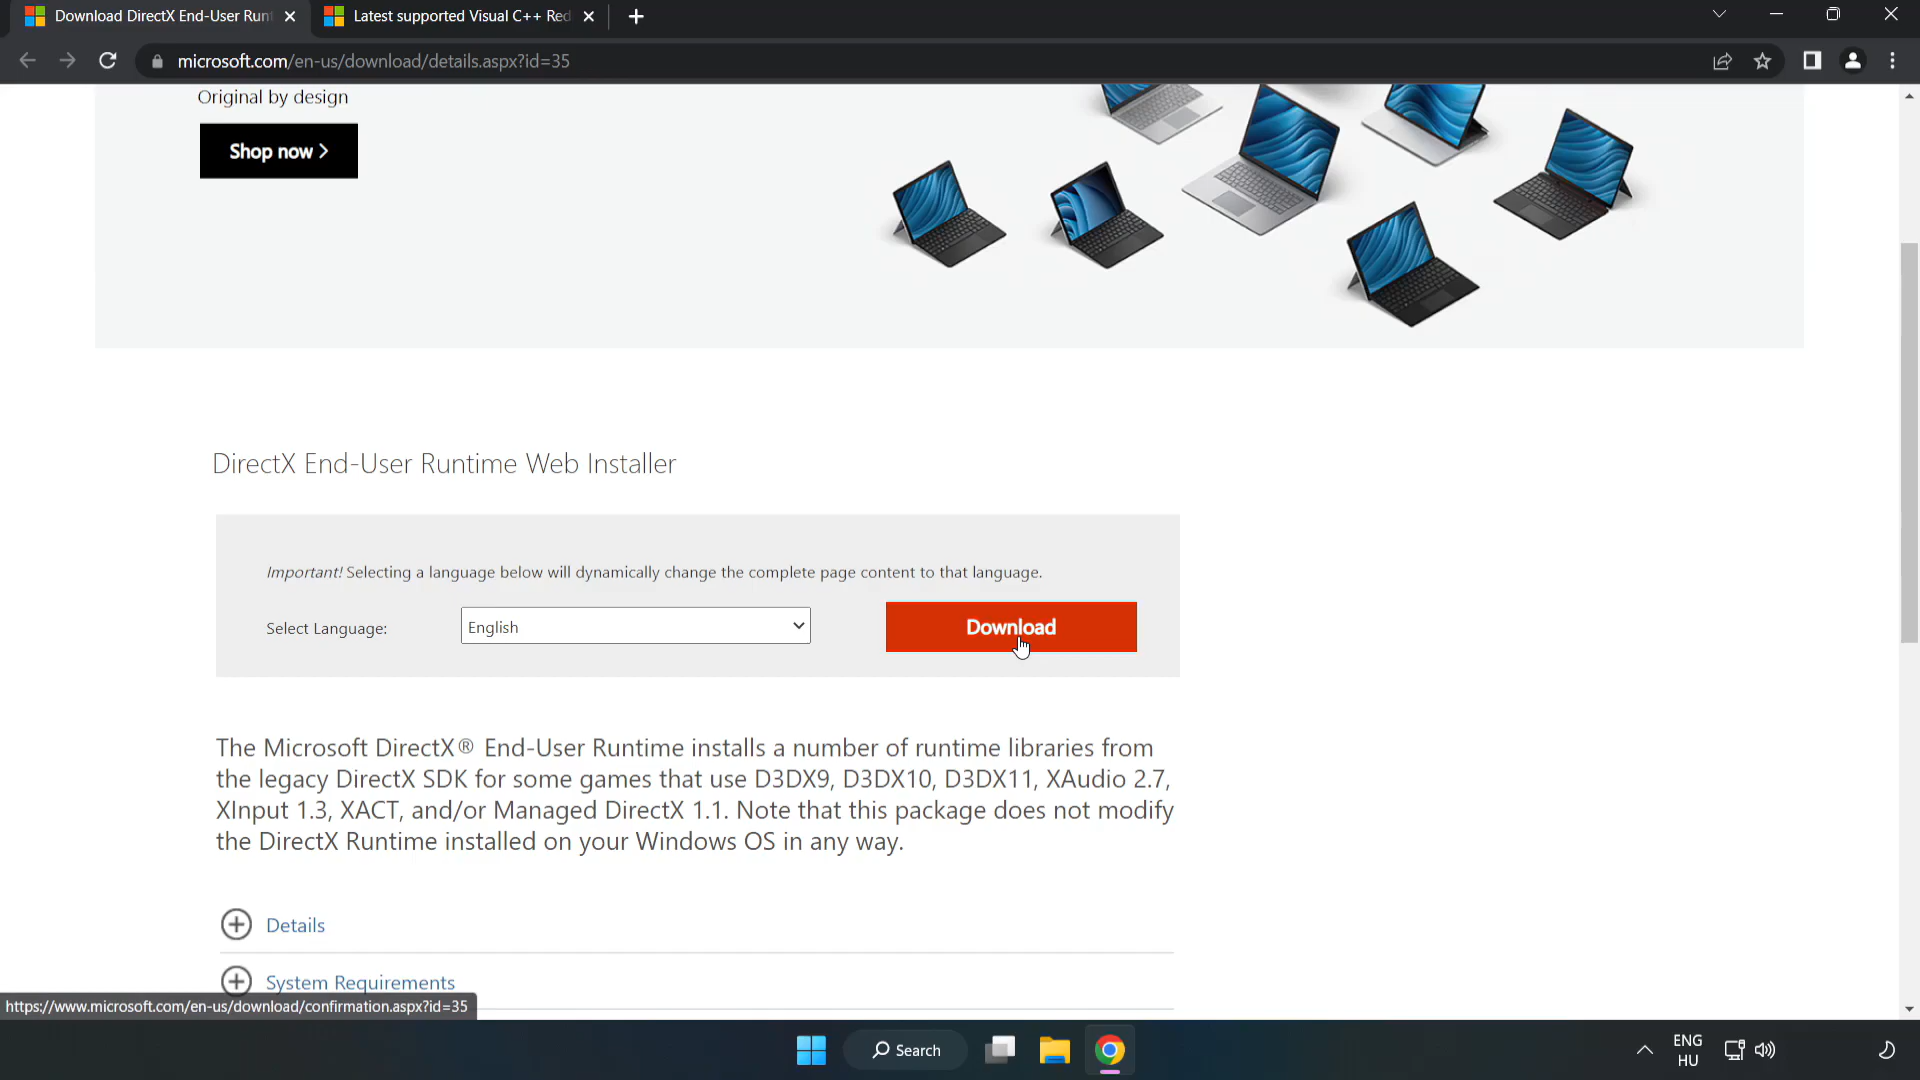 Download DirectX End-User Runt
Latest supported Visual C++ Red
microsoft.com/en-us/download/details.aspx?id=35
Original by design
Shop now
DirectX End-User Runtime Web Installer
Important! Selecting a language below will dynamically change the complete page content to that language.
Select Language:
English
Download
The Microsoft DirectX® End-User Runtime installs a number of runtime libraries from
the legacy DirectX SDK for some games that use D3DX9, D3DX10, D3DX11, XAudio 2.7,
XInput 1.3, XACT, and/or Managed DirectX 1.1. Note that this package does not modify
the DirectX Runtime installed on your Windows OS in any way.
Details
System Requirements
https://www.microsoft.com/en-us/download/confirmation.aspx?id=35
Search
ENG
HU